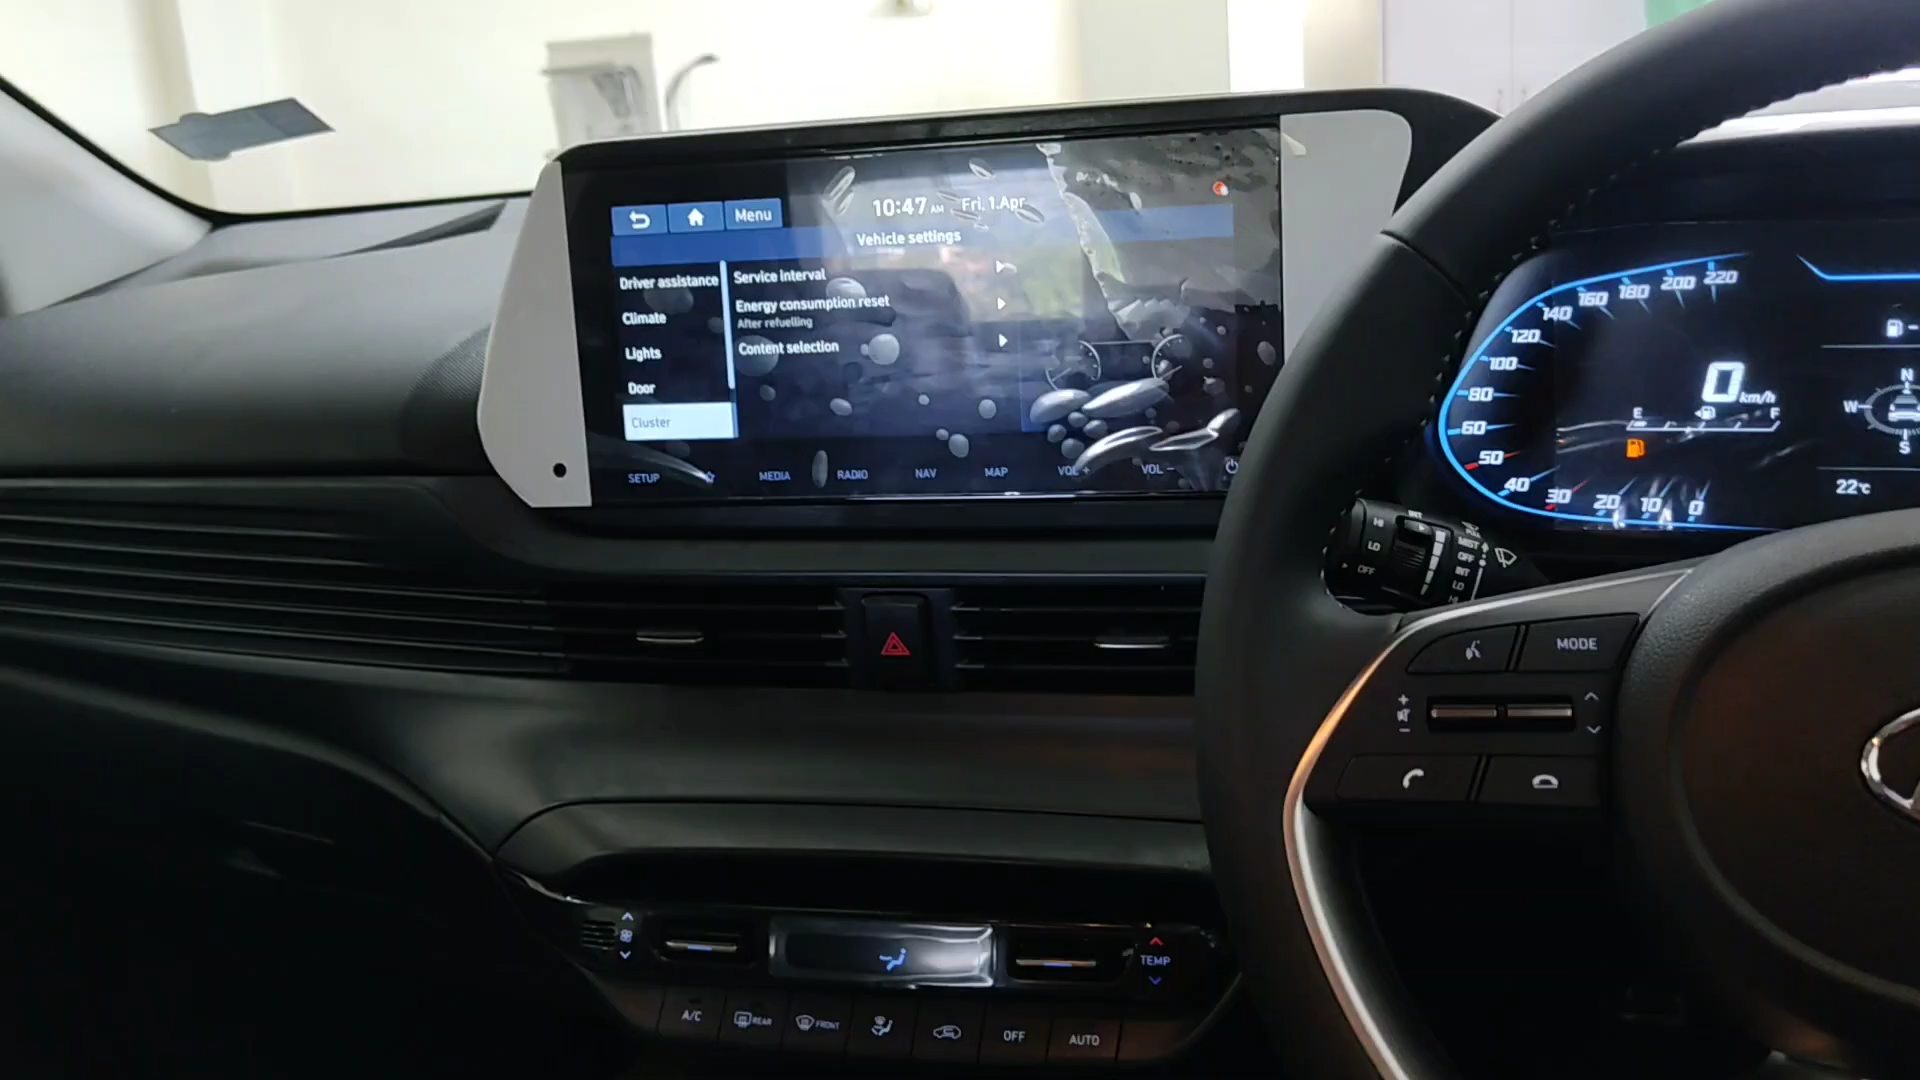 Menu
10:47 AM Fri, 1.Apr
Vehicle settings
Driver assistance
Climate
Lights
Door
Cluster
Service interval
Energy consumption reset
After refuelling
Content selection
SETUP MEDIA RADIO NAV MAP VOL + VOL -
220
200
180
160
140
120
100
80
60
50
40
30
20
10
0
0 km/h
E F
N
W
S
22°C
HI
LO
OFF
INT
MIST
OFF
INT
LO
HI
MODE
+
-
TEMP
A/C REAR FRONT OFF AUTO